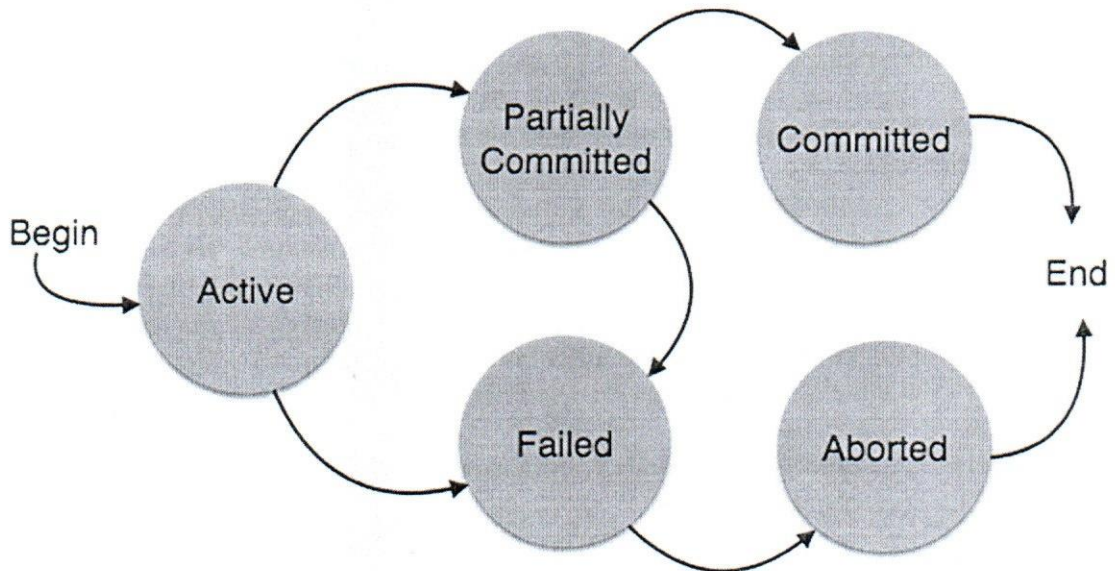 Begin
Active
Partially
Committed
Committed
Failed
Aborted
End